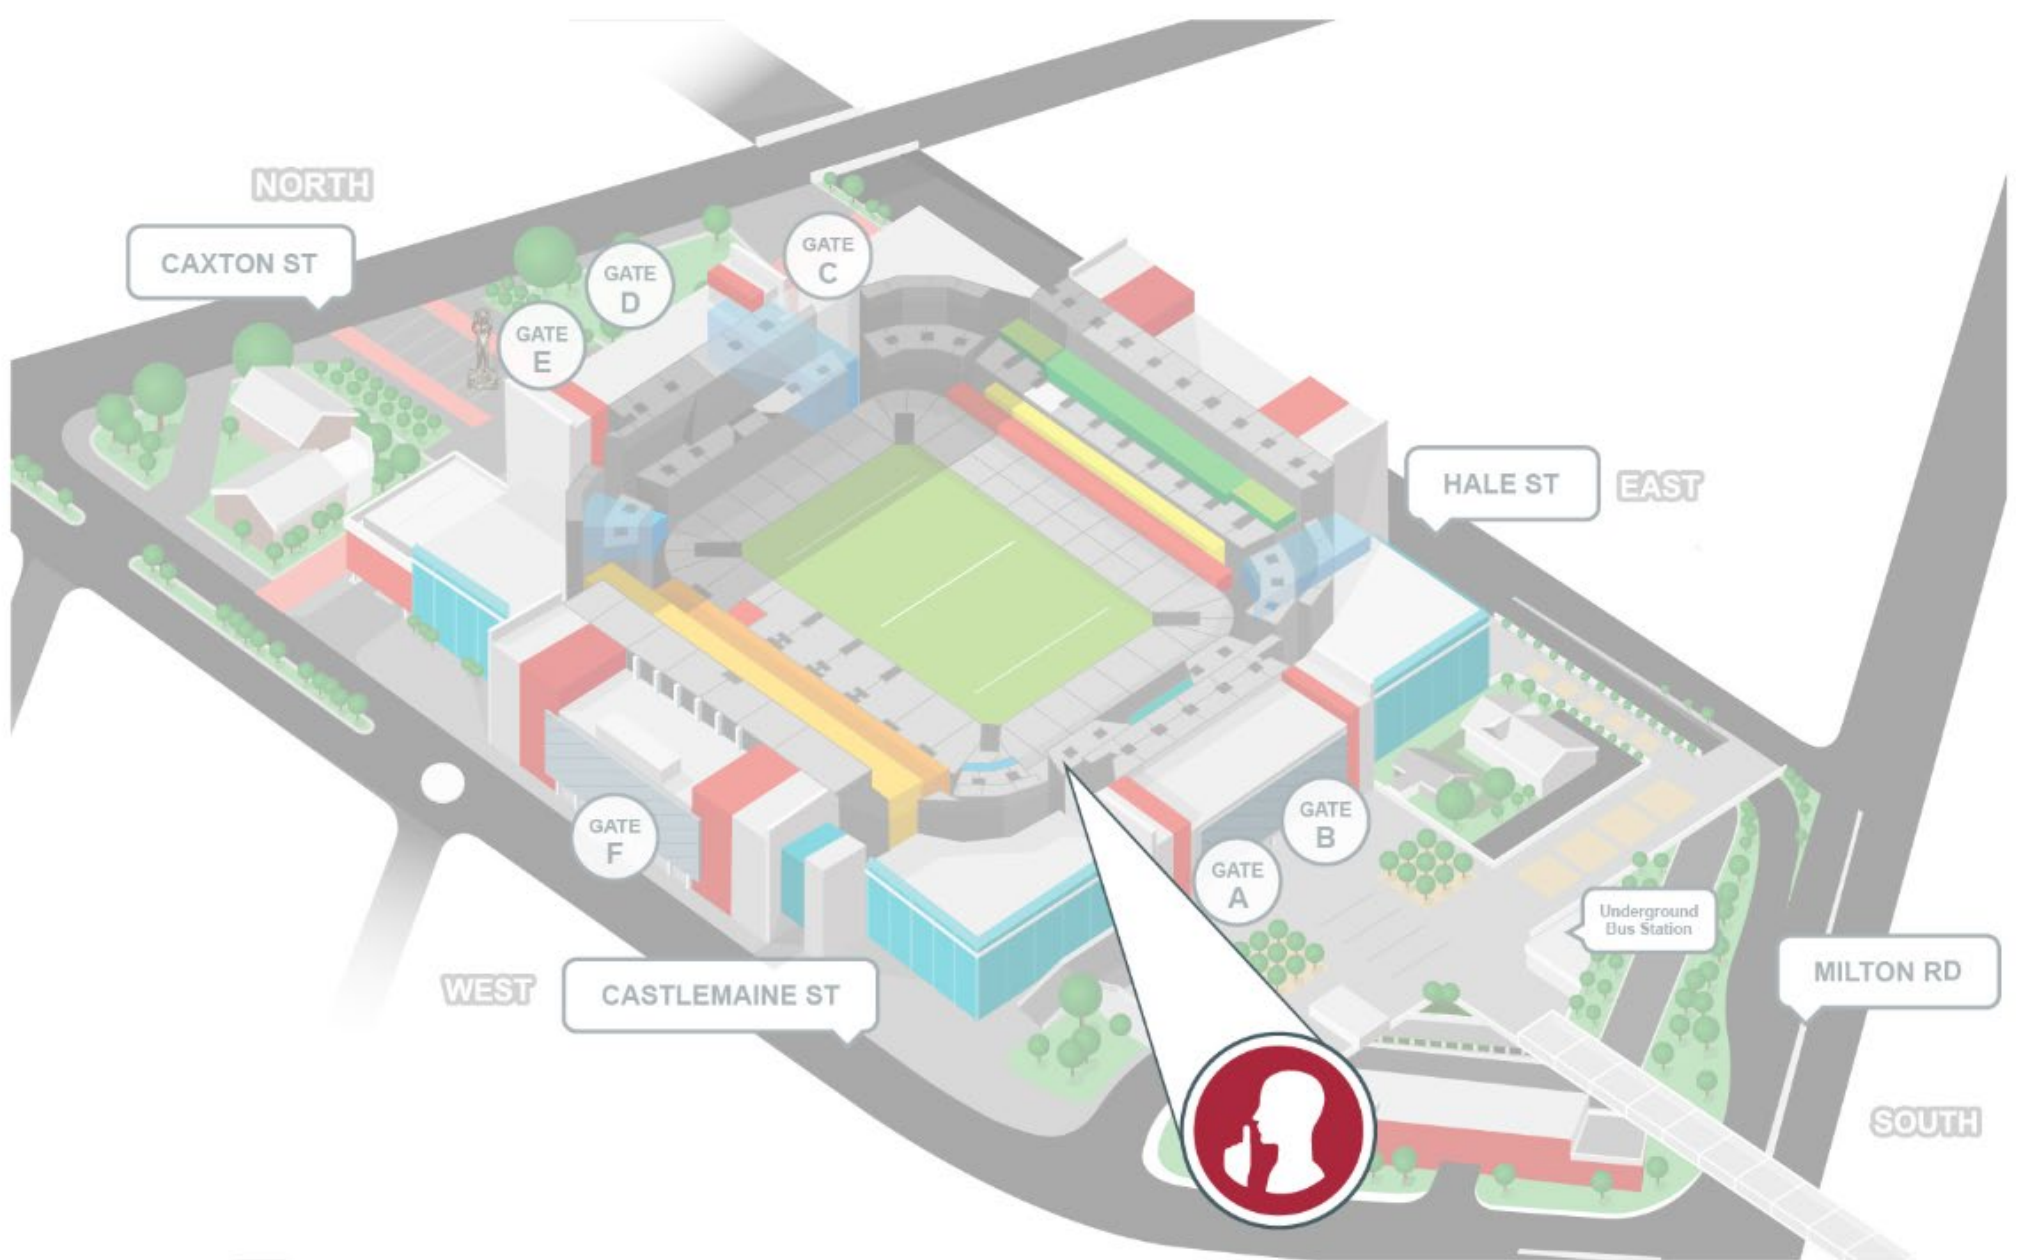 NORTH
CAXTON ST
GATE
C
GATE
D
GATE
E
HALE ST
EAST
GATE
B
GATE
F
GATE
A
Underground
Bus Station
MILTON RD
WEST
CASTLEMAINE ST
SOUTH